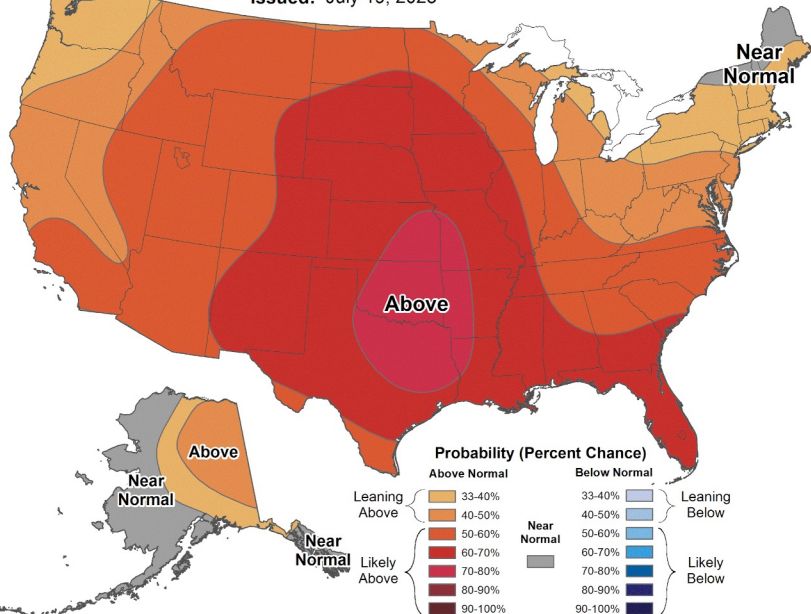 Issued: July
Near
Normal
Above
Above
Near
Normal
Near
Normal
Probability (Percent Chance)
Above Normal
Below Normal
Leaning
Above
33-40%
40-50%
Likely
Above
50-60%
60-70%
70-80%
80-90%
90-100%
Near
Normal
33-40%
40-50%
Leaning
Below
50-60%
60-70%
70-80%
80-90%
90-100%
Likely
Below